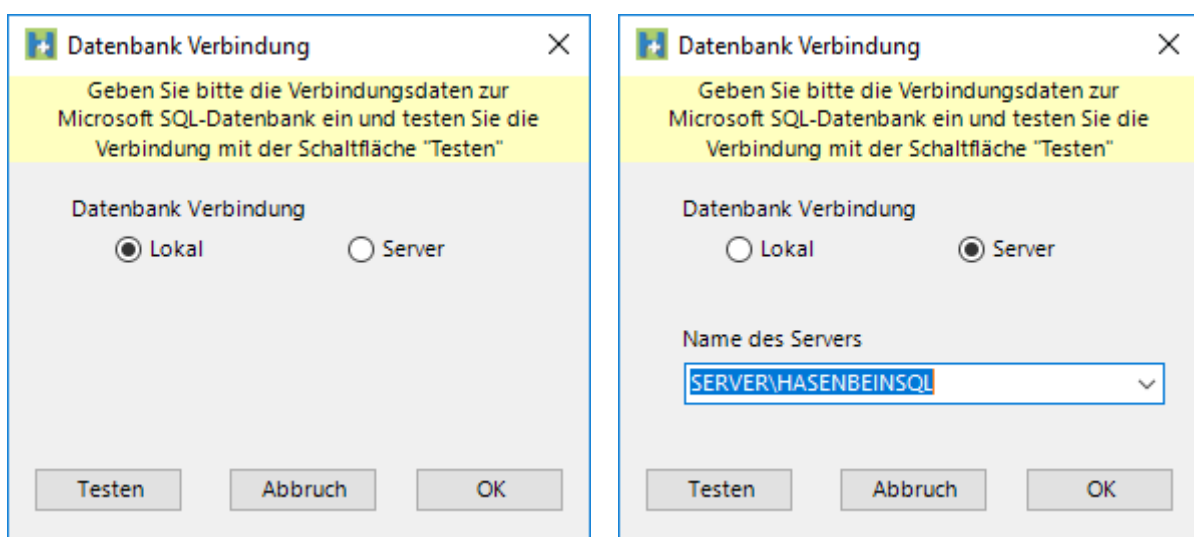 Datenbank Verbindung
Geben Sie bitte die Verbindungsdaten zur
Microsoft SQL-Datenbank ein und testen Sie die
Verbindung mit der Schaltfläche "Testen"
Datenbank Verbindung
Lokal Server
Testen Abbruch OK
Datenbank Verbindung
Geben Sie bitte die Verbindungsdaten zur
Microsoft SQL-Datenbank ein und testen Sie die
Verbindung mit der Schaltfläche "Testen"
Datenbank Verbindung
Lokal Server
Name des Servers
SERVER\HASENBEINSQL
Testen Abbruch OK